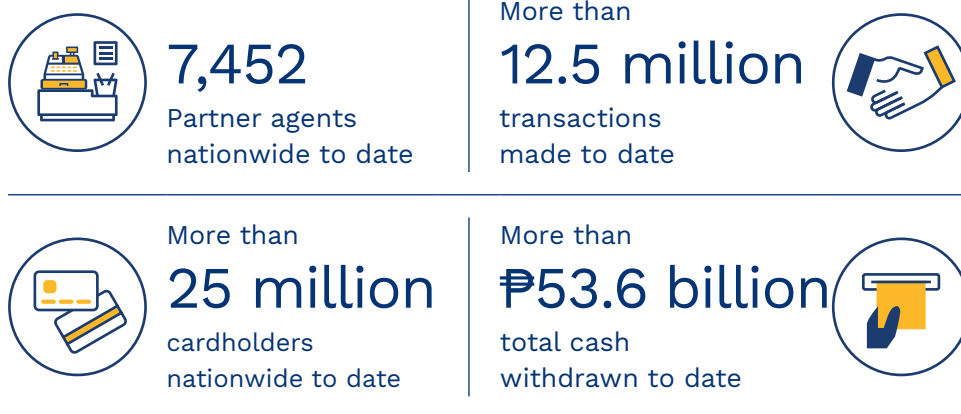 7,452
Partner agents
nationwide to date
More than
12.5 million
transactions
made to date
More than
25 million
cardholders
nationwide to date
More than
₱53.6 billion
total cash
withdrawn to date